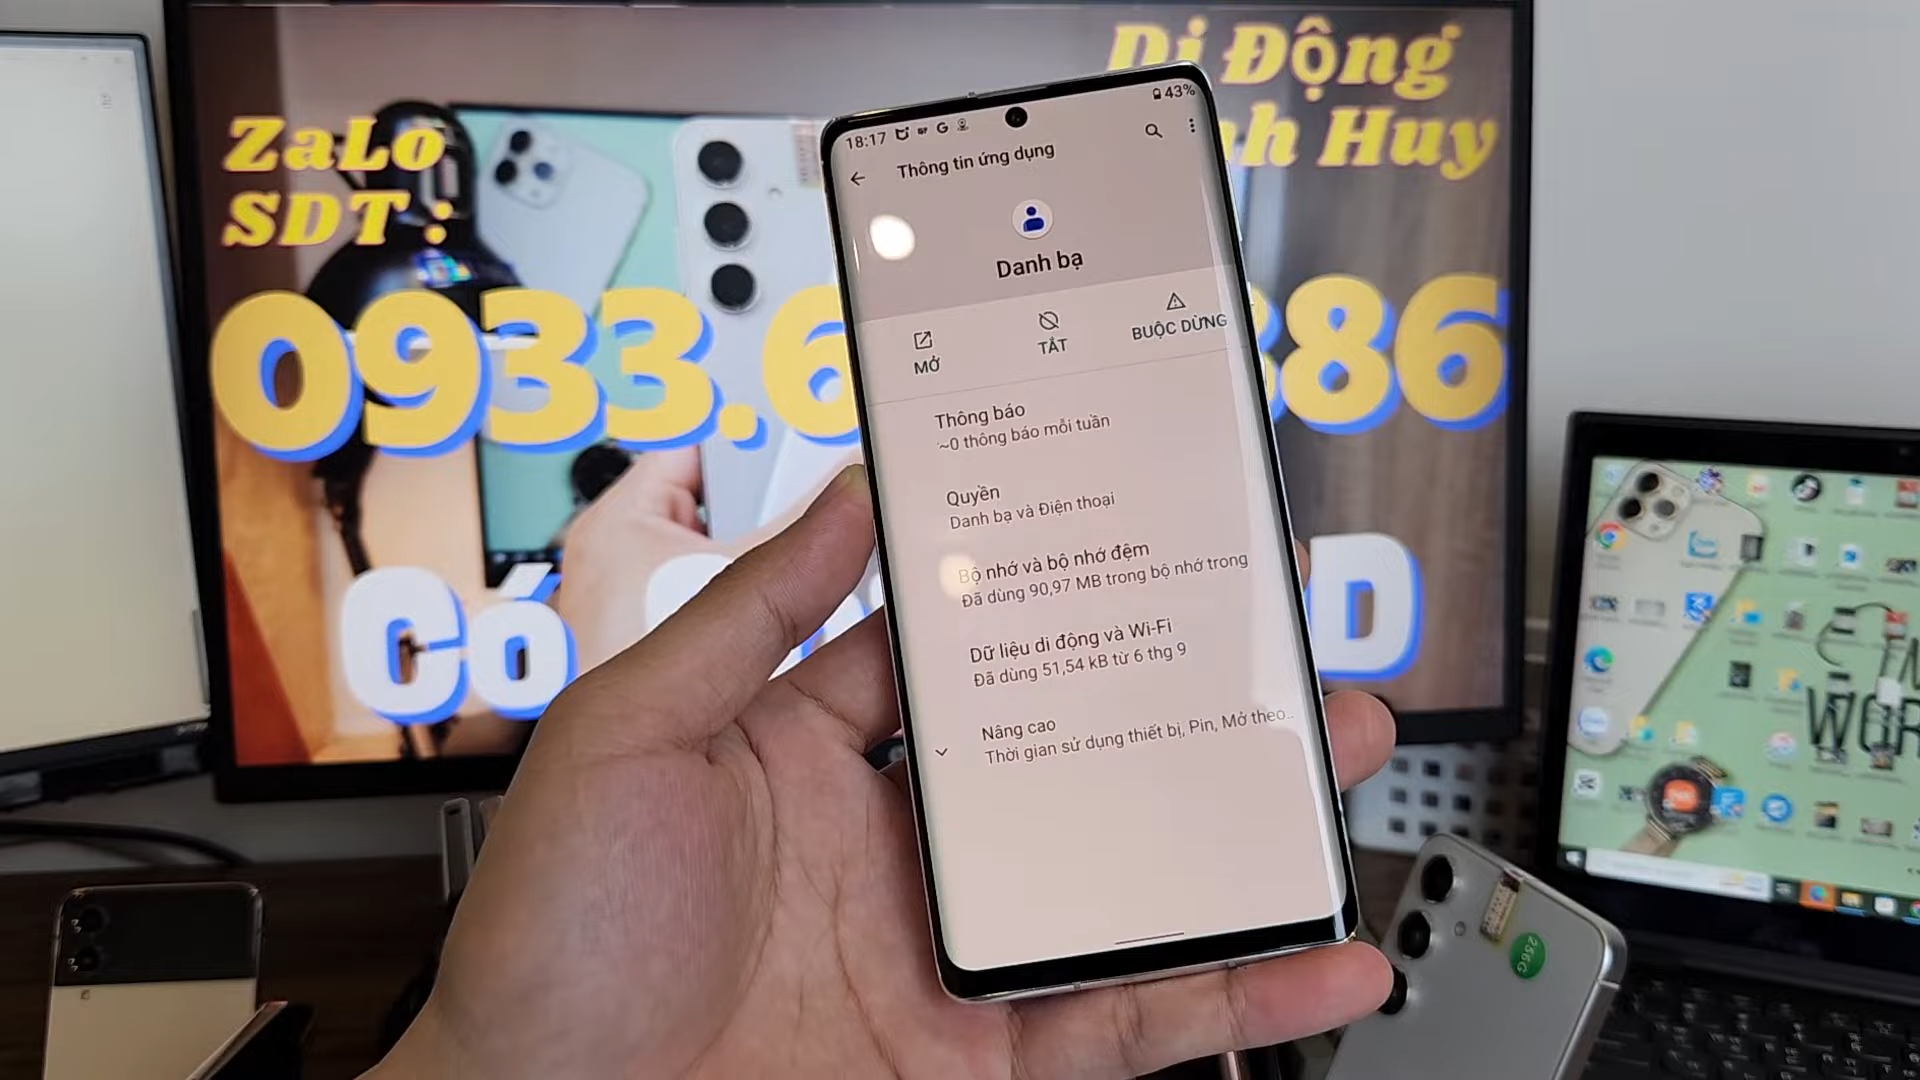 ZaLo
SDT :
Di Động
nh Huy
0933.6
886
Có
D
18:17
43%
Thông tin ứng dụng
Danh bạ
MỞ
TẮT
BUỘC DỪNG
Thông báo
~0 thông báo mỗi tuần
Quyền
Danh bạ và Điện thoại
Bộ nhớ và bộ nhớ đệm
Đã dùng 90,97 MB trong bộ nhớ trong
Dữ liệu di động và Wi-Fi
Đã dùng 51,54 kB từ 6 thg 9
Nâng cao
Thời gian sử dụng thiết bị, Pin, Mở theo..
256G